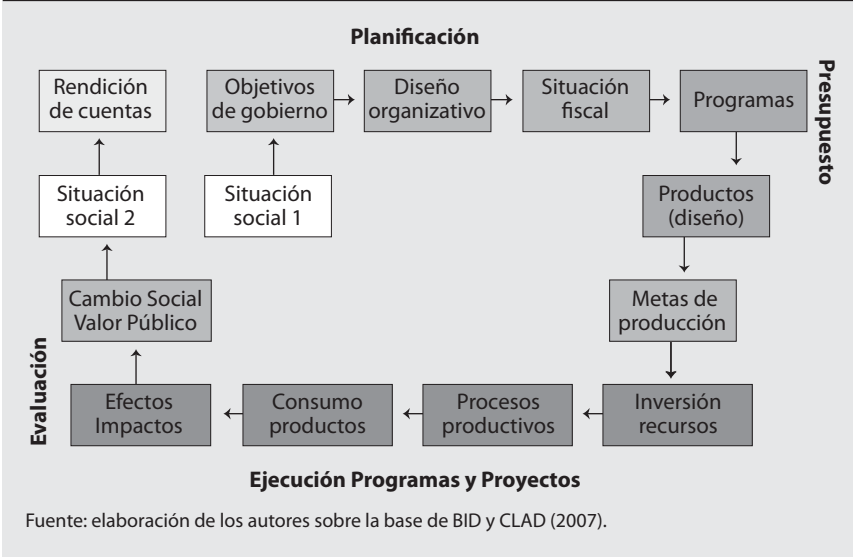 Planificación
Rendición
de cuentas
Objetivos
de gobierno
Diseño
organizativo
Situación
fiscal
Programas
Presupuesto
Situación
social 2
Situación
social 1
Productos
(diseño)
Cambio Social
Valor Público
Metas de
producción
Evaluación
Efectos
Impactos
Consumo
productos
Procesos
productivos
Inversión
recursos
Ejecución Programas y Proyectos
Fuente: elaboración de los autores sobre la base de BID y CLAD (2007).